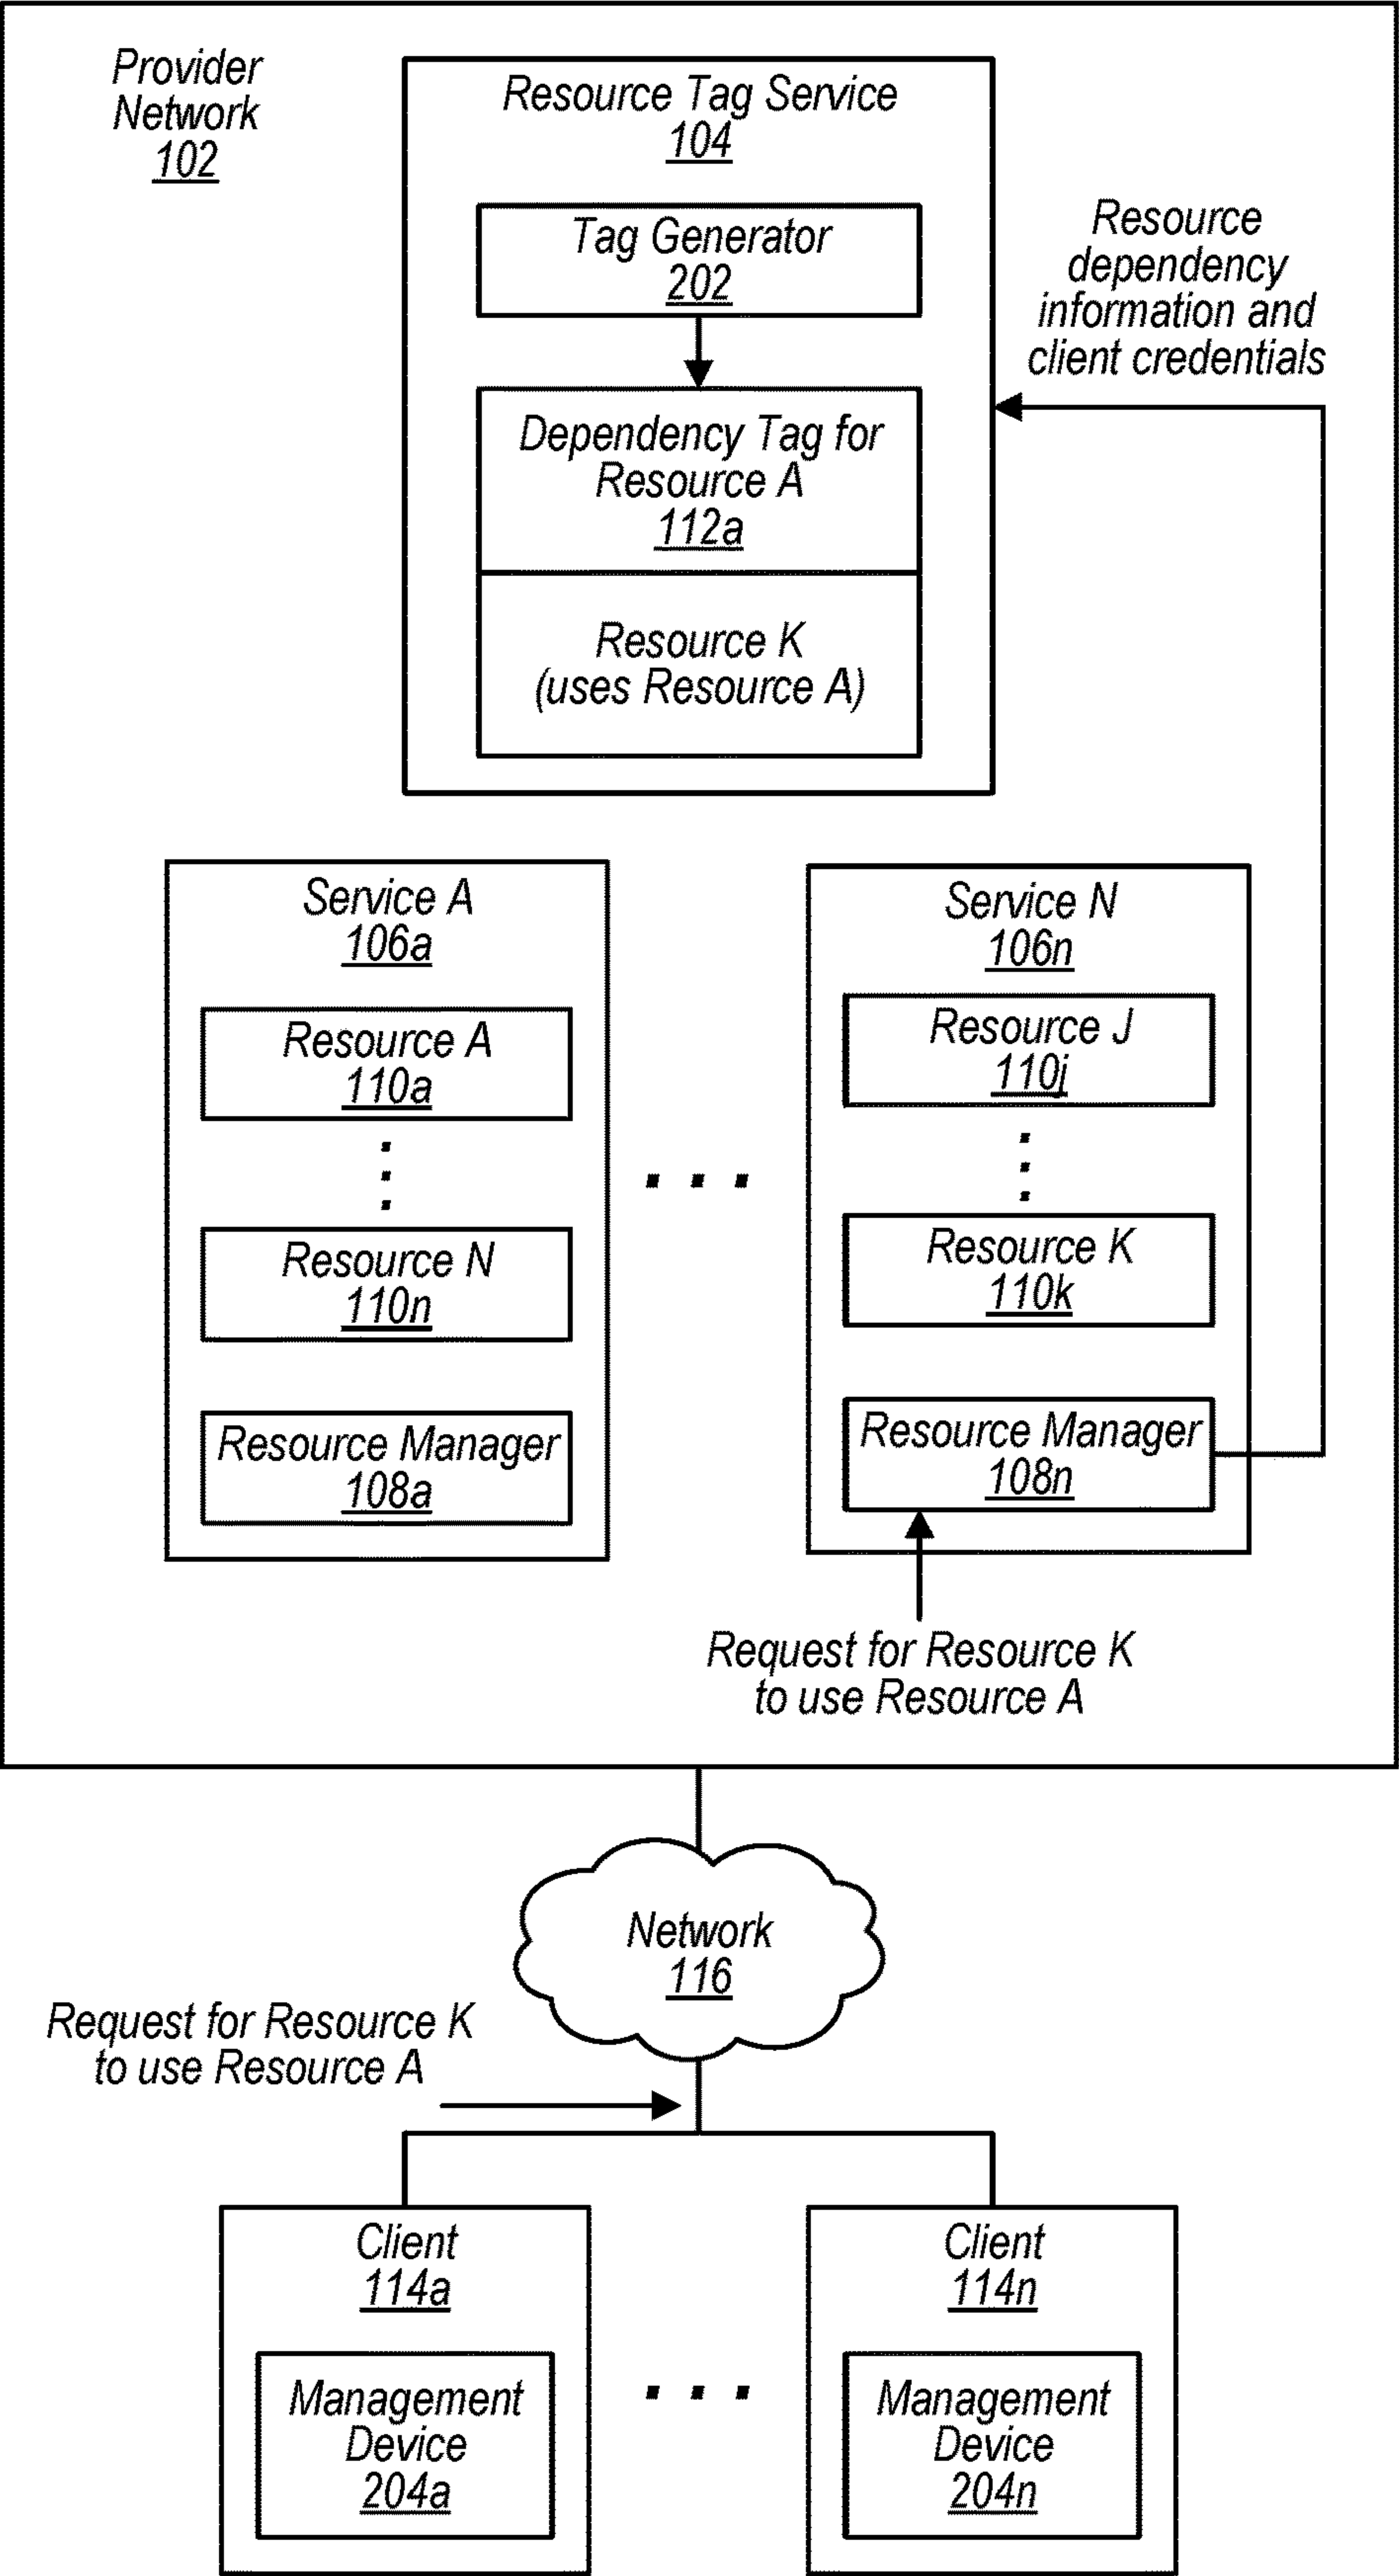 Provider
Network
102
Resource Tag Service
104
Tag Generator
202
Resource
dependency
information and
client credentials
Dependency Tag for
Resource A
112a
Resource K
(uses Resource A)
Service A
106a
Resource A
110a
Resource N
110n
Resource Manager
108a
Service N
106n
Resource J
110j
Resource K
110k
Resource Manager
108n
Request for Resource K
to use Resource A
Network
116
Request for Resource K
to use Resource A
Client
114a
Management
Device
204a
Client
114n
Management
Device
204n